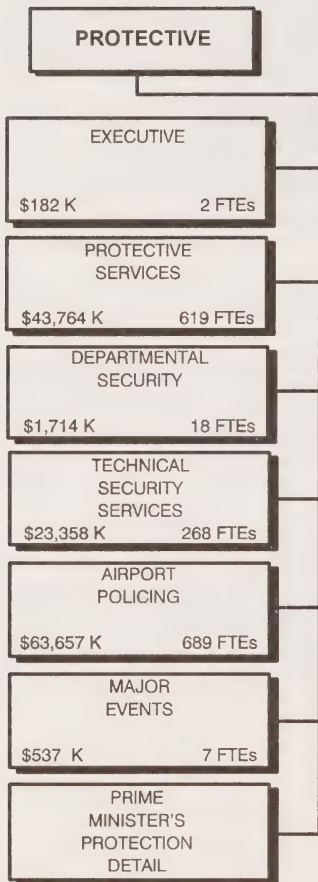 PROTECTIVE
EXECUTIVE
$182 K 2 FTEs
PROTECTIVE
SERVICES
$43,764 K 619 FTEs
DEPARTMENTAL
SECURITY
$1,714 K 18 FTEs
TECHNICAL
SECURITY
SERVICES
$23,358 K 268 FTEs
AIRPORT
POLICING
$63,657 K 689 FTEs
MAJOR
EVENTS
$537 K 7 FTEs
PRIME
MINISTER'S
PROTECTION
DETAIL